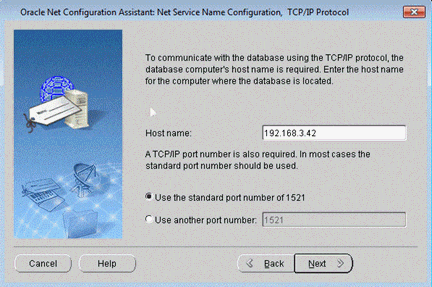 Oracle Net Configuration Assistant: Net Service Name Configuration, TCP/IP Protocol
To communicate with the database using the TCP/IP protocol, the
database computer's host name is required. Enter the host name
for the computer where the database is located.
Host name: 192.168.3.42
A TCP/IP port number is also required. In most cases the
standard port number should be used.
Use the standard port number of 1521
Use another port number: 1521
Cancel Help Back Next